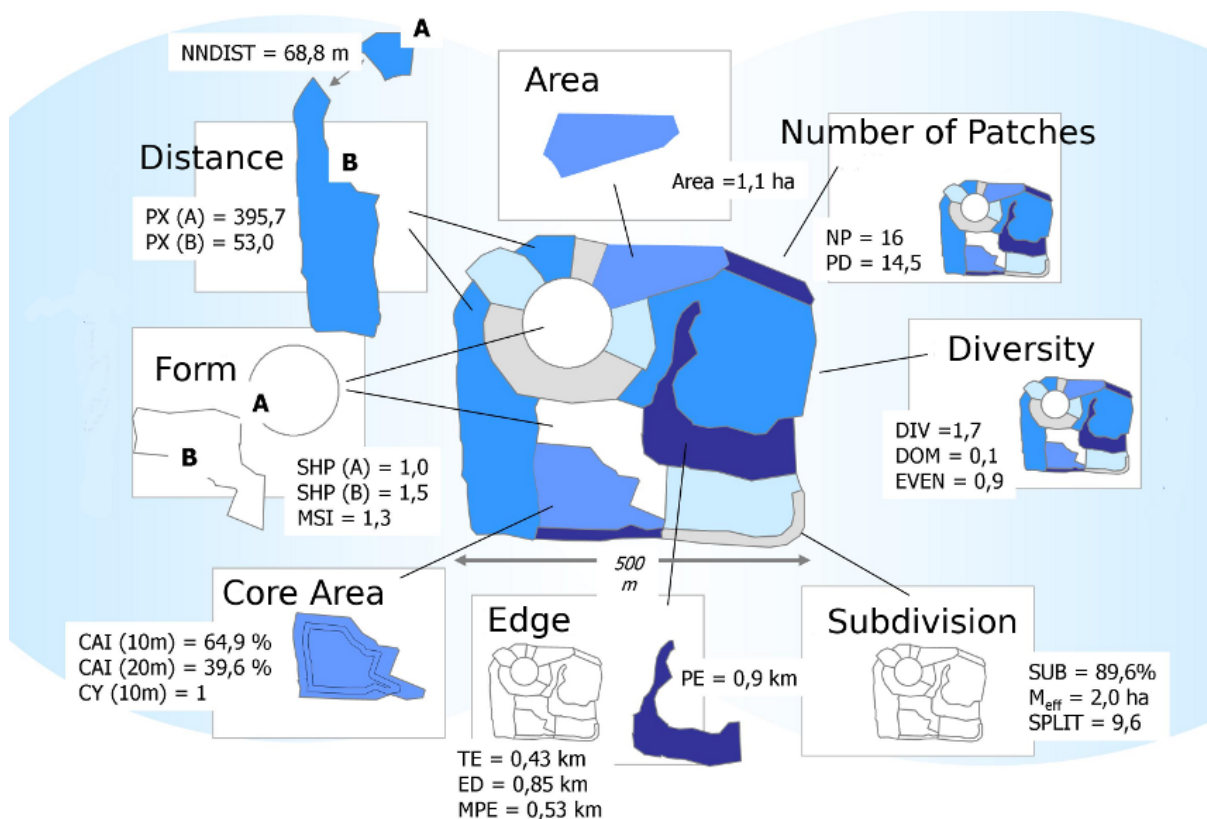 A
NNDIST = 68,8 m
Distance
B
PX (A) = 395,7
PX (B) = 53,0
Area
Area =1,1 ha
Number of Patches
NP = 16
PD = 14,5
Form
A
B
SHP (A) = 1,0
SHP (B) = 1,5
MSI = 1,3
Diversity
DIV =1,7
DOM = 0,1
EVEN = 0,9
500
m
Core Area
CAI (10m) = 64,9 %
CAI (20m) = 39,6 %
CY (10m) = 1
Edge
PE = 0,9 km
TE = 0,43 km
ED = 0,85 km
MPE = 0,53 km
Subdivision
SUB = 89,6%
Meff = 2,0 ha
SPLIT = 9,6